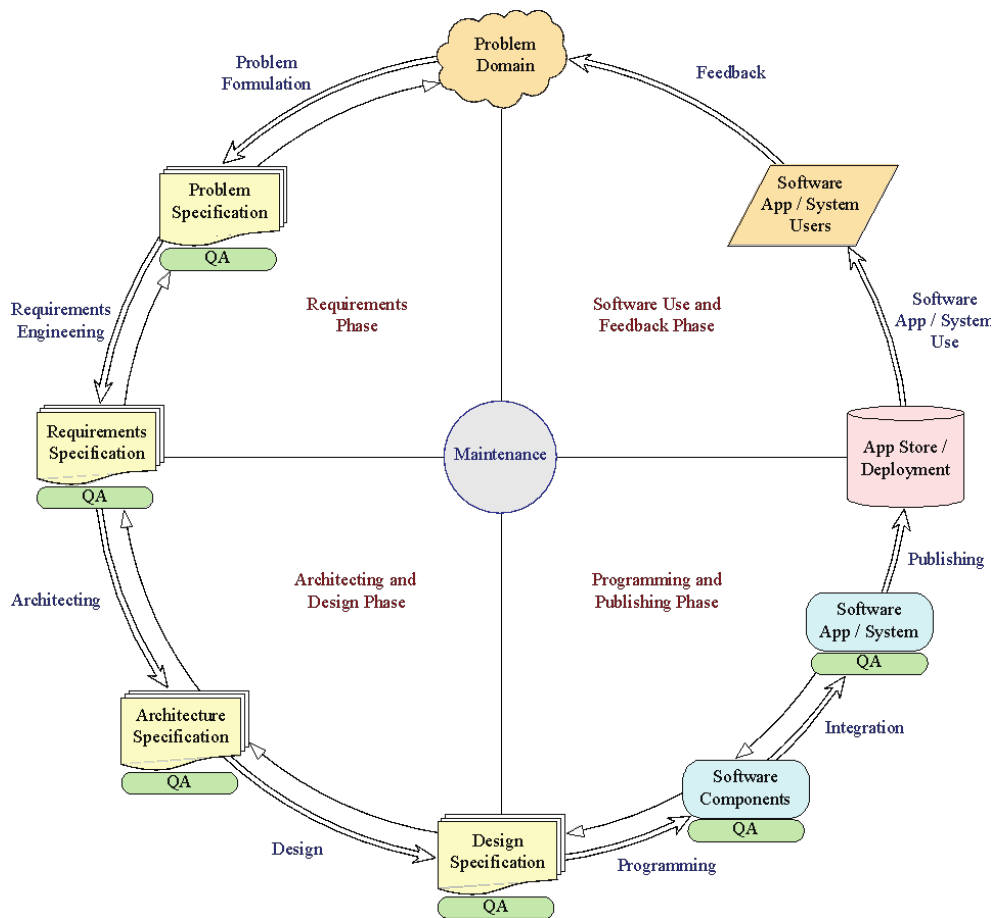 Problem
Domain
Problem
Formulation
Feedback
Problem
Specification
QA
Software
App / System
Users
Requirements
Engineering
Requirements
Phase
Software Use and
Feedback Phase
Software
App / System
Use
Requirements
Specification
QA
Maintenance
App Store /
Deployment
Architecting
Architecting and
Design Phase
Programming and
Publishing Phase
Publishing
Software
App / System
QA
Architecture
Specification
QA
Integration
Software
Components
QA
Design
Design
Specification
QA
Programming